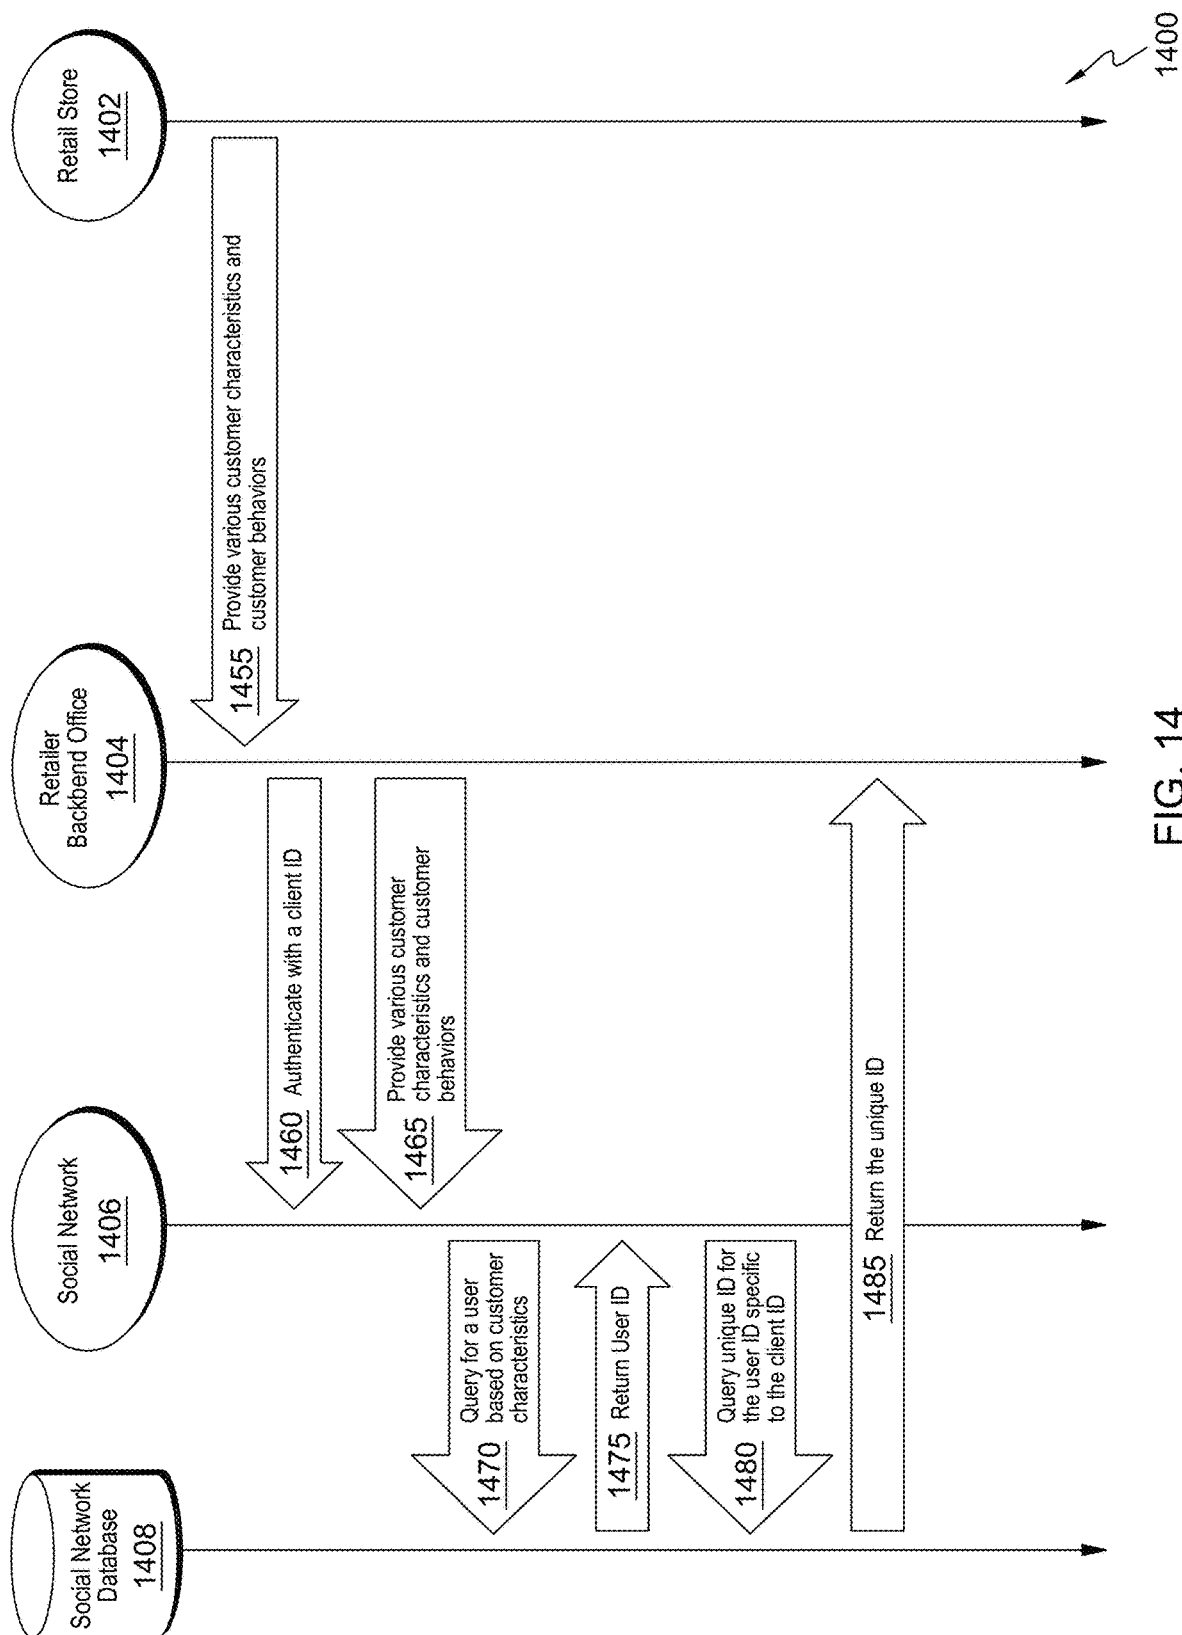 Social Network
Database
1408
Social Network
1406
Retailer
Backbend Office
1404
Retail Store
1402
1455 Provide various customer characteristics and
customer behaviors
1460 Authenticate with a client ID
1465 Provide various customer
characteristics and customer
behaviors
1470 Query for a user
based on customer
characteristics
1475 Return User ID
1480 Query unique ID for
the user ID specific
to the client ID
1485 Return the unique ID
1400
FIG. 14